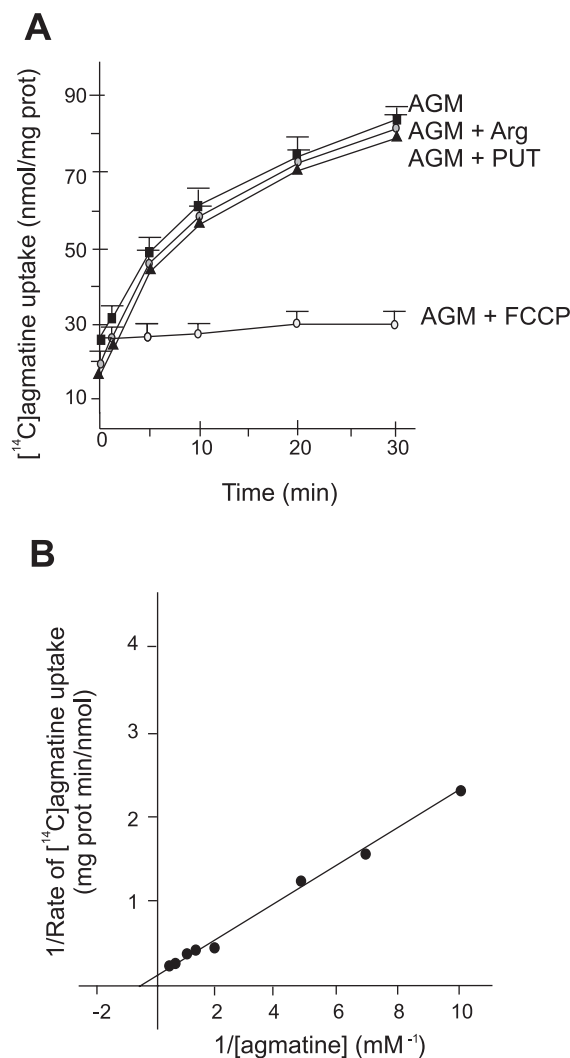 A
[¹⁴C]agmatine uptake (nmol/mg prot)
90
70
50
30
10
AGM
AGM + Arg
AGM + PUT
AGM + FCCP
0
10
20
30
Time (min)
B
1/Rate of [¹⁴C]agmatine uptake
(mg prot min/nmol)
4
3
2
1
-2
2
4
6
8
10
1/[agmatine] (mM⁻¹)